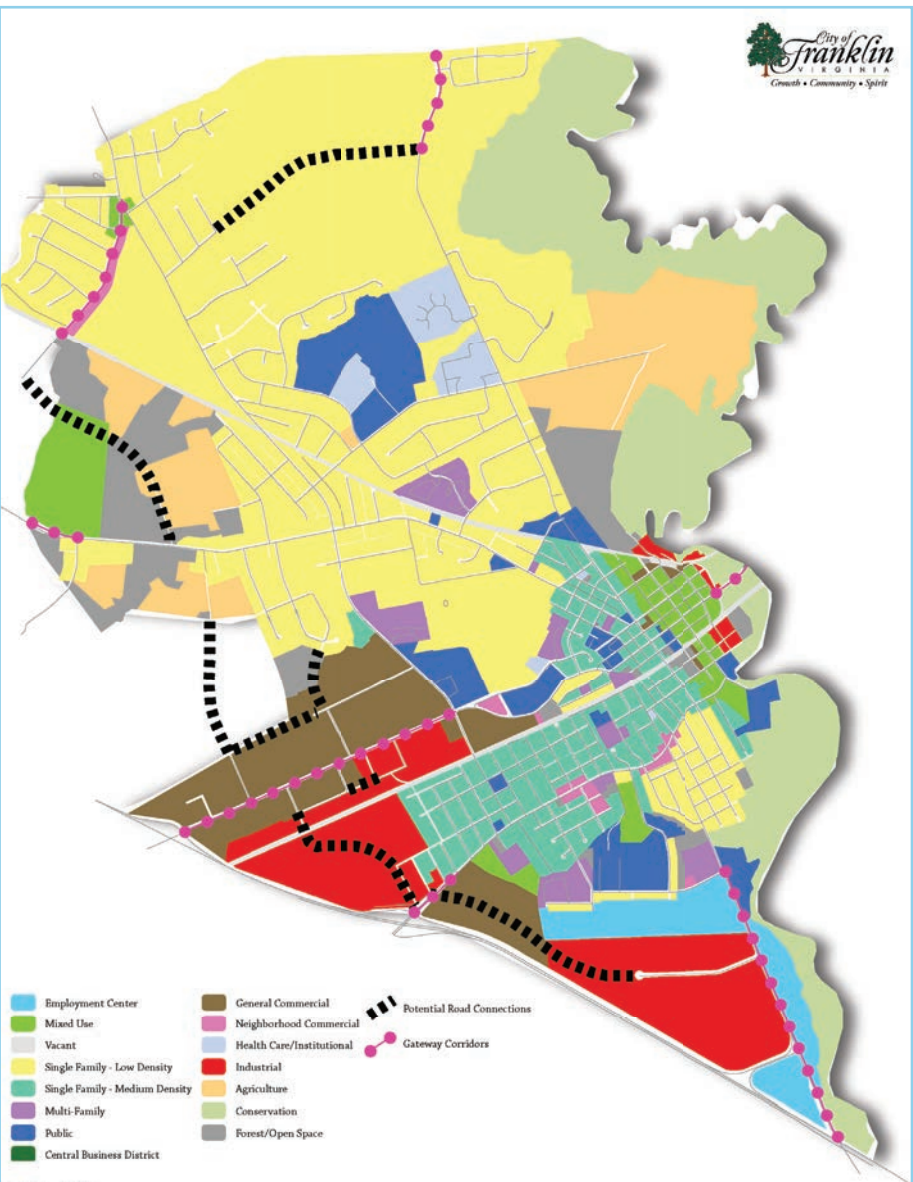 City of
Franklin
VIRGINIA
Growth • Community • Spirit
Employment Center
Mixed Use
Vacant
Single Family - Low Density
Single Family - Medium Density
Multi-Family
Public
Central Business District
General Commercial
Neighborhood Commercial
Health Care/Institutional
Industrial
Agriculture
Conservation
Forest/Open Space
Potential Road Connections
Gateway Corridors